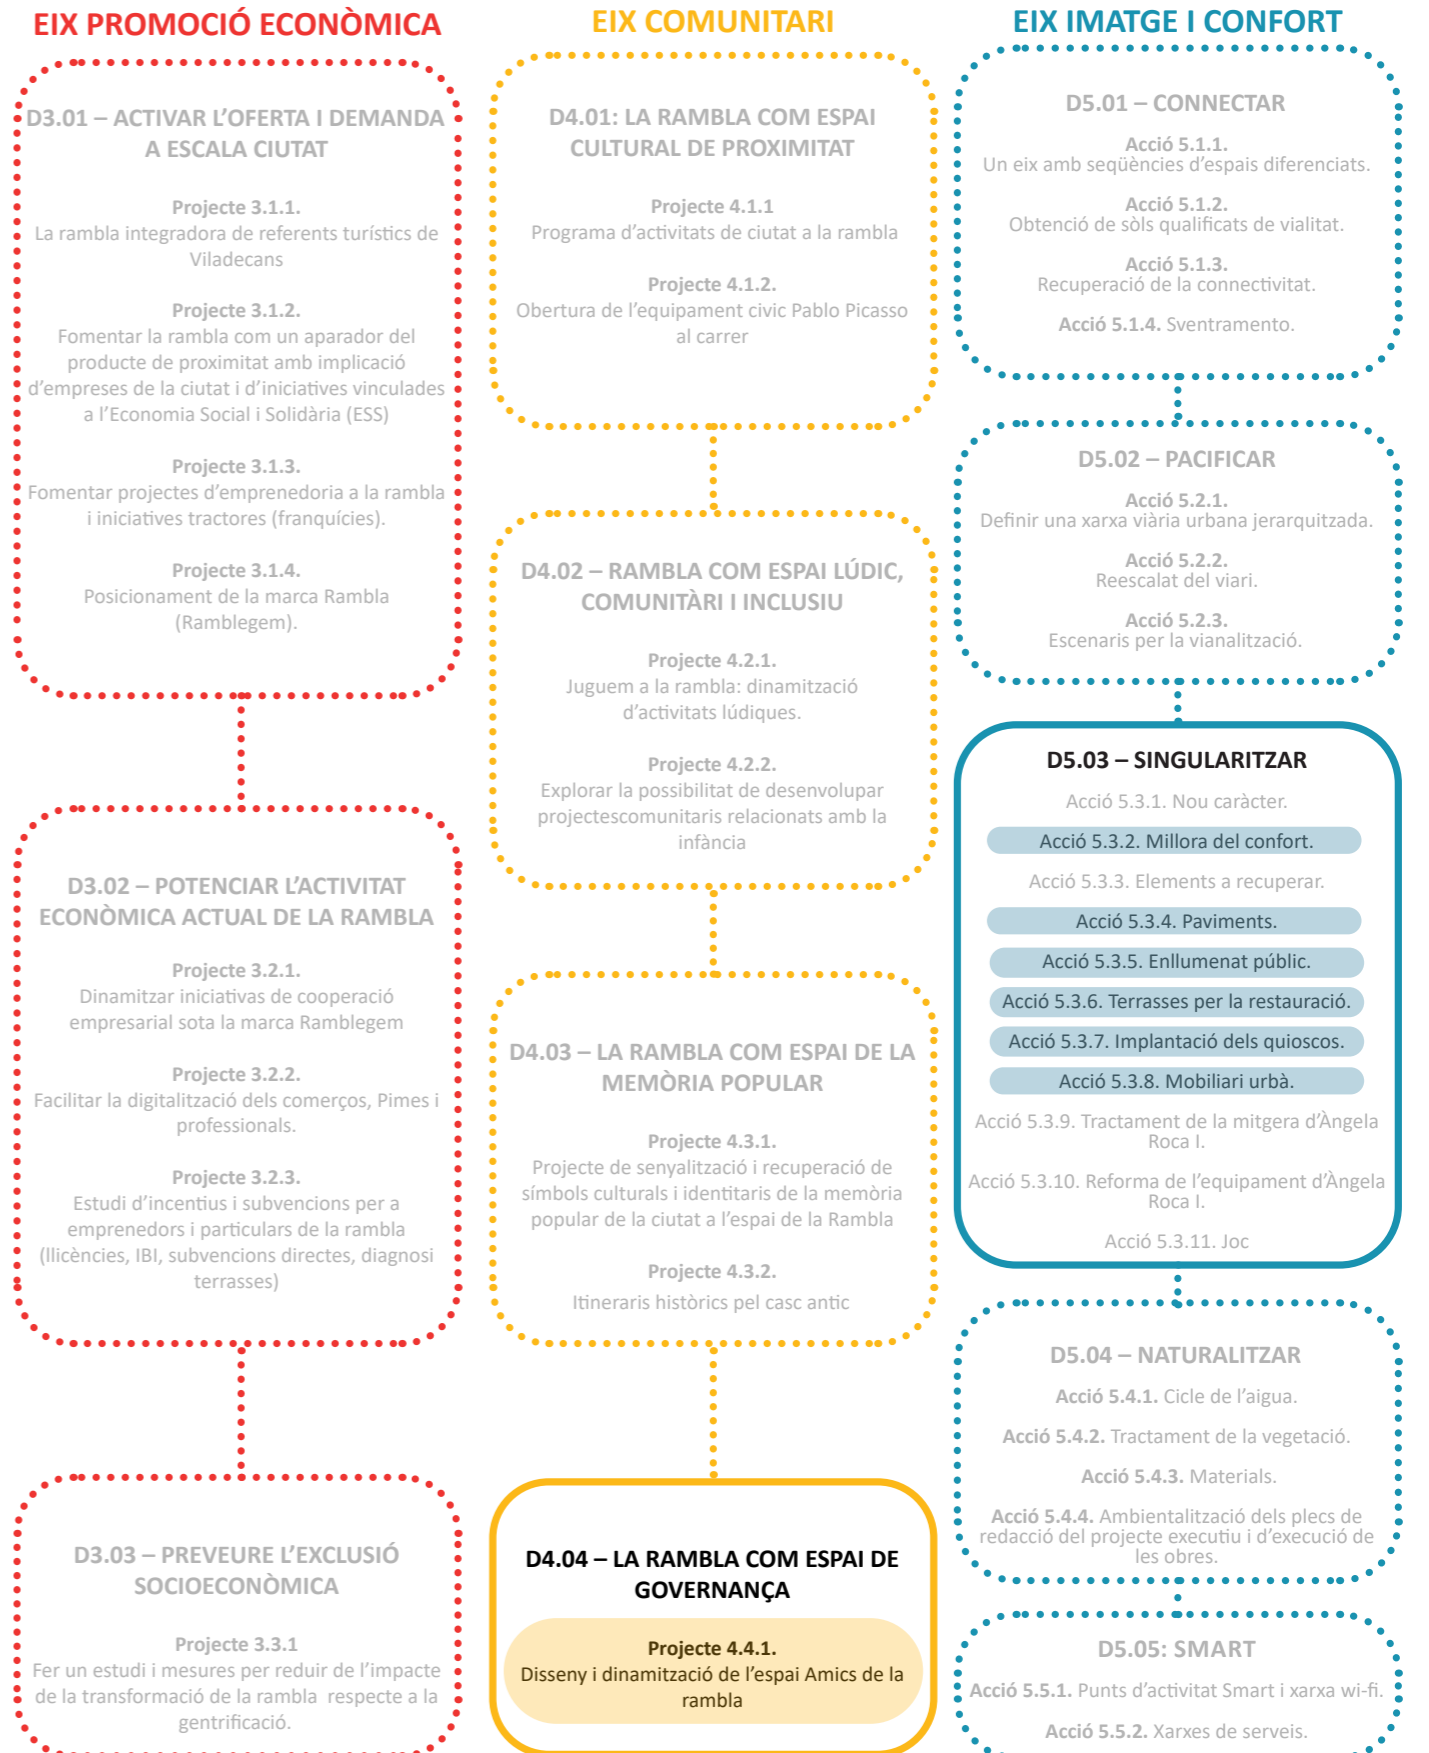 EIX PROMOCIÓ ECONÒMICA
D3.01 – ACTIVAR L’OFERTA I DEMANDA
A ESCALA CIUTAT
Projecte 3.1.1.
La rambla integradora de referents turístics de
Viladecans
Projecte 3.1.2.
Fomentar la rambla com un aparador del
producte de proximitat amb implicació
d’empreses de la ciutat i d’iniciatives vinculades
a l’Economia Social i Solidària (ESS)
Projecte 3.1.3.
Fomentar projectes d’emprenedoria a la rambla
i iniciatives tractores (franquícies).
Projecte 3.1.4.
Posicionament de la marca Rambla
(Ramblegem).
D3.02 – POTENCIAR L’ACTIVITAT
ECONÒMICA ACTUAL DE LA RAMBLA
Projecte 3.2.1.
Dinamitzar iniciativas de cooperació
empresarial sota la marca Ramblegem
Projecte 3.2.2.
Facilitar la digitalització dels comerços, Pimes i
professionals.
Projecte 3.2.3.
Estudi d’incentius i subvencions per a
emprenedors i particulars de la rambla
(llicències, IBI, subvencions directes, diagnosi
terrasses)
D3.03 – PREVEURE L’EXCLUSIÓ
SOCIOECONÒMICA
Projecte 3.3.1
Fer un estudi i mesures per reduir de l’impacte
de la transformació de la rambla respecte a la
gentrificació.
EIX COMUNITARI
D4.01: LA RAMBLA COM ESPAI
CULTURAL DE PROXIMITAT
Projecte 4.1.1
Programa d’activitats de ciutat a la rambla
Projecte 4.1.2.
Obertura de l’equipament civic Pablo Picasso
al carrer
D4.02 – RAMBLA COM ESPAI LÚDIC,
COMUNITÀRI I INCLUSIU
Projecte 4.2.1.
Juguem a la rambla: dinamització
d’activitats lúdiques.
Projecte 4.2.2.
Explorar la possibilitat de desenvolupar
projectescomunitaris relacionats amb la
infància
D4.03 – LA RAMBLA COM ESPAI DE LA
MEMÒRIA POPULAR
Projecte 4.3.1.
Projecte de senyalització i recuperació de
símbols culturals i identitaris de la memòria
popular de la ciutat a l’espai de la Rambla
Projecte 4.3.2.
Itineraris històrics pel casc antic
D4.04 – LA RAMBLA COM ESPAI DE
GOVERNANÇA
Projecte 4.4.1.
Disseny i dinamització de l’espai Amics de la
rambla
EIX IMATGE I CONFORT
D5.01 – CONNECTAR
Acció 5.1.1.
Un eix amb seqüències d’espais diferenciats.
Acció 5.1.2.
Obtenció de sòls qualificats de vialitat.
Acció 5.1.3.
Recuperació de la connectivitat.
Acció 5.1.4. Sventramento.
D5.02 – PACIFICAR
Acció 5.2.1.
Definir una xarxa viària urbana jerarquitzada.
Acció 5.2.2.
Reescalat del viari.
Acció 5.2.3.
Escenaris per la vianalització.
D5.03 – SINGULARITZAR
Acció 5.3.1. Nou caràcter.
Acció 5.3.2. Millora del confort.
Acció 5.3.3. Elements a recuperar.
Acció 5.3.4. Paviments.
Acció 5.3.5. Enllumenat públic.
Acció 5.3.6. Terrasses per la restauració.
Acció 5.3.7. Implantació dels quioscos.
Acció 5.3.8. Mobiliari urbà.
Acció 5.3.9. Tractament de la mitgera d’Àngela
Roca I.
Acció 5.3.10. Reforma de l’equipament d’Àngela
Roca I.
Acció 5.3.11. Joc
D5.04 – NATURALITZAR
Acció 5.4.1. Cicle de l’aigua.
Acció 5.4.2. Tractament de la vegetació.
Acció 5.4.3. Materials.
Acció 5.4.4. Ambientalització dels plecs de
redacció del projecte executiu i d’execució de
les obres.
D5.05: SMART
Acció 5.5.1. Punts d’activitat Smart i xarxa wi-fi.
Acció 5.5.2. Xarxes de serveis.